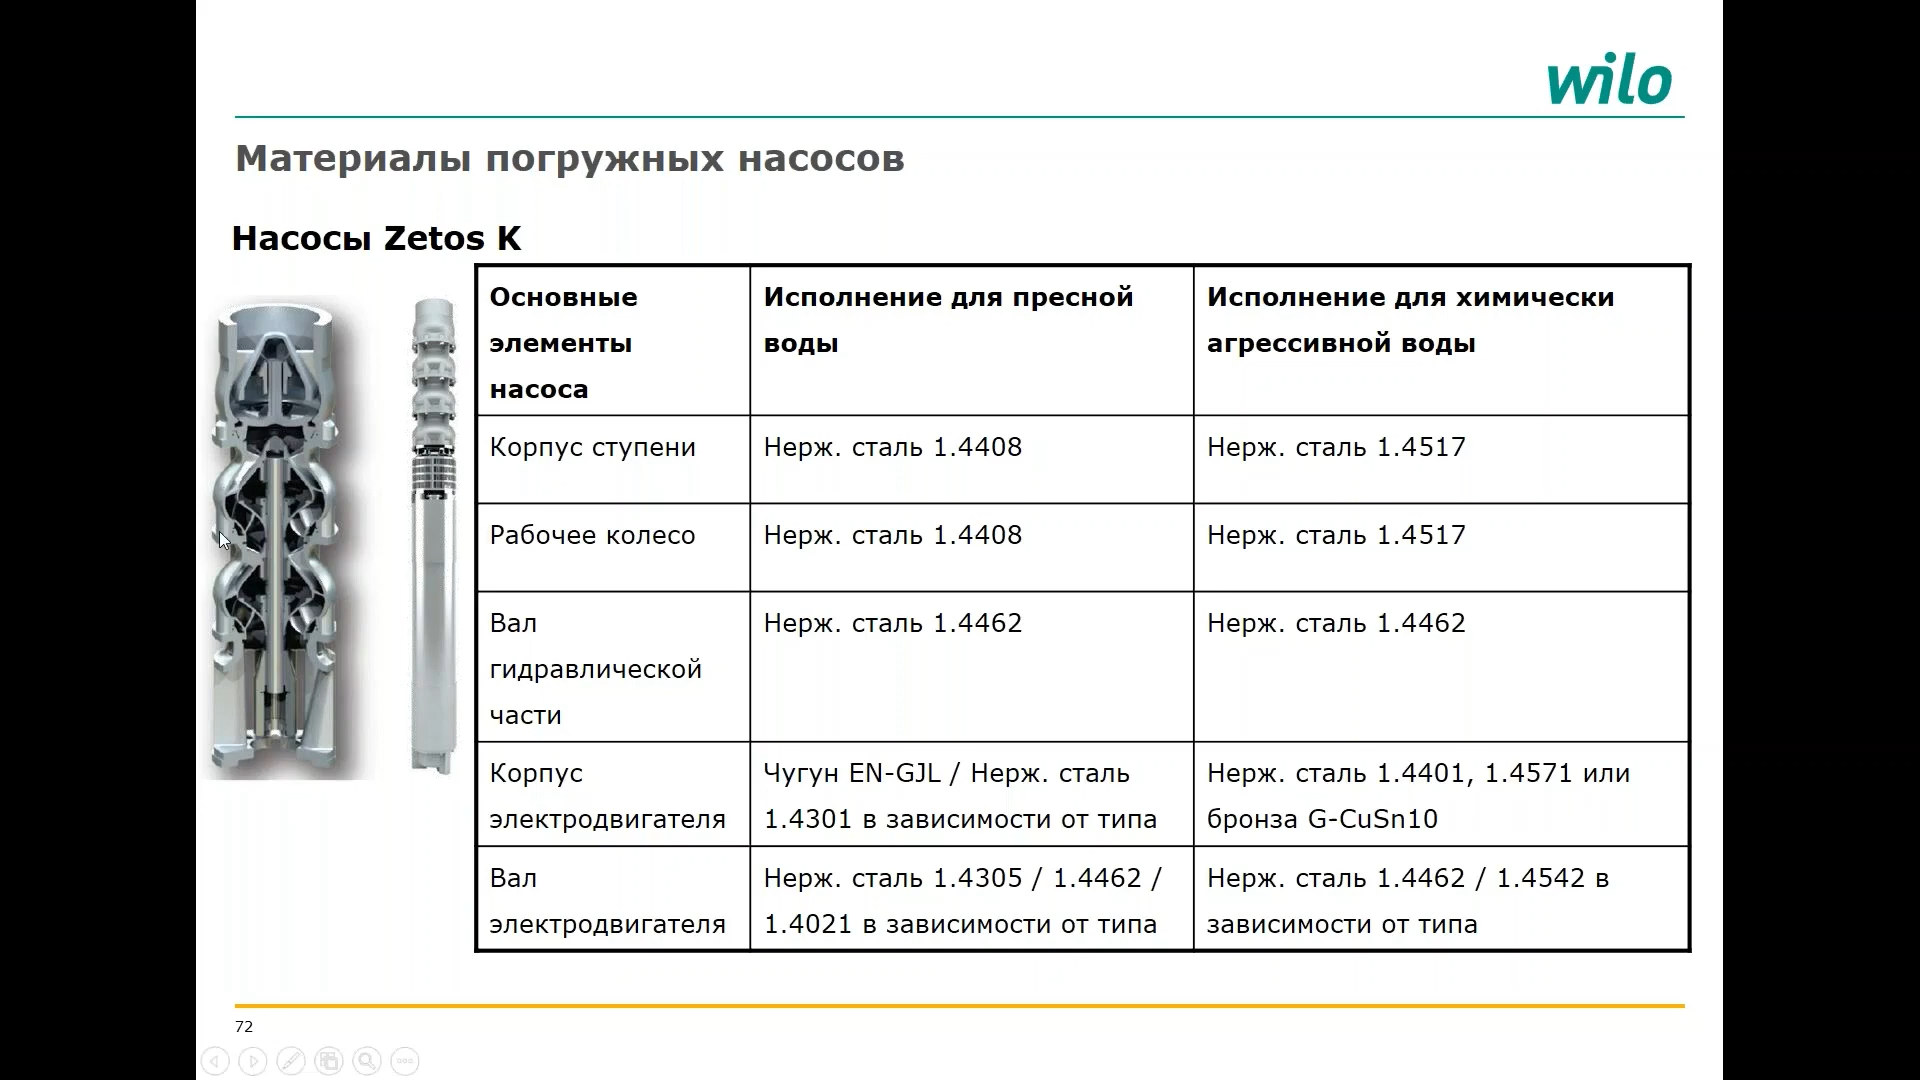 wilo
Материалы погружных насосов
Насосы Zetos K
Основные
элементы
насоса
Исполнение для пресной
воды
Исполнение для химически
агрессивной воды
Корпус ступени
Нерж. сталь 1.4408
Нерж. сталь 1.4517
Рабочее колесо
Нерж. сталь 1.4408
Нерж. сталь 1.4517
Вал
гидравлической
части
Нерж. сталь 1.4462
Нерж. сталь 1.4462
Корпус
электродвигателя
Чугун EN-GJL / Нерж. сталь
1.4301 в зависимости от типа
Нерж. сталь 1.4401, 1.4571 или
бронза G-CuSn10
Вал
электродвигателя
Нерж. сталь 1.4305 / 1.4462 /
1.4021 в зависимости от типа
Нерж. сталь 1.4462 / 1.4542 в
зависимости от типа
72